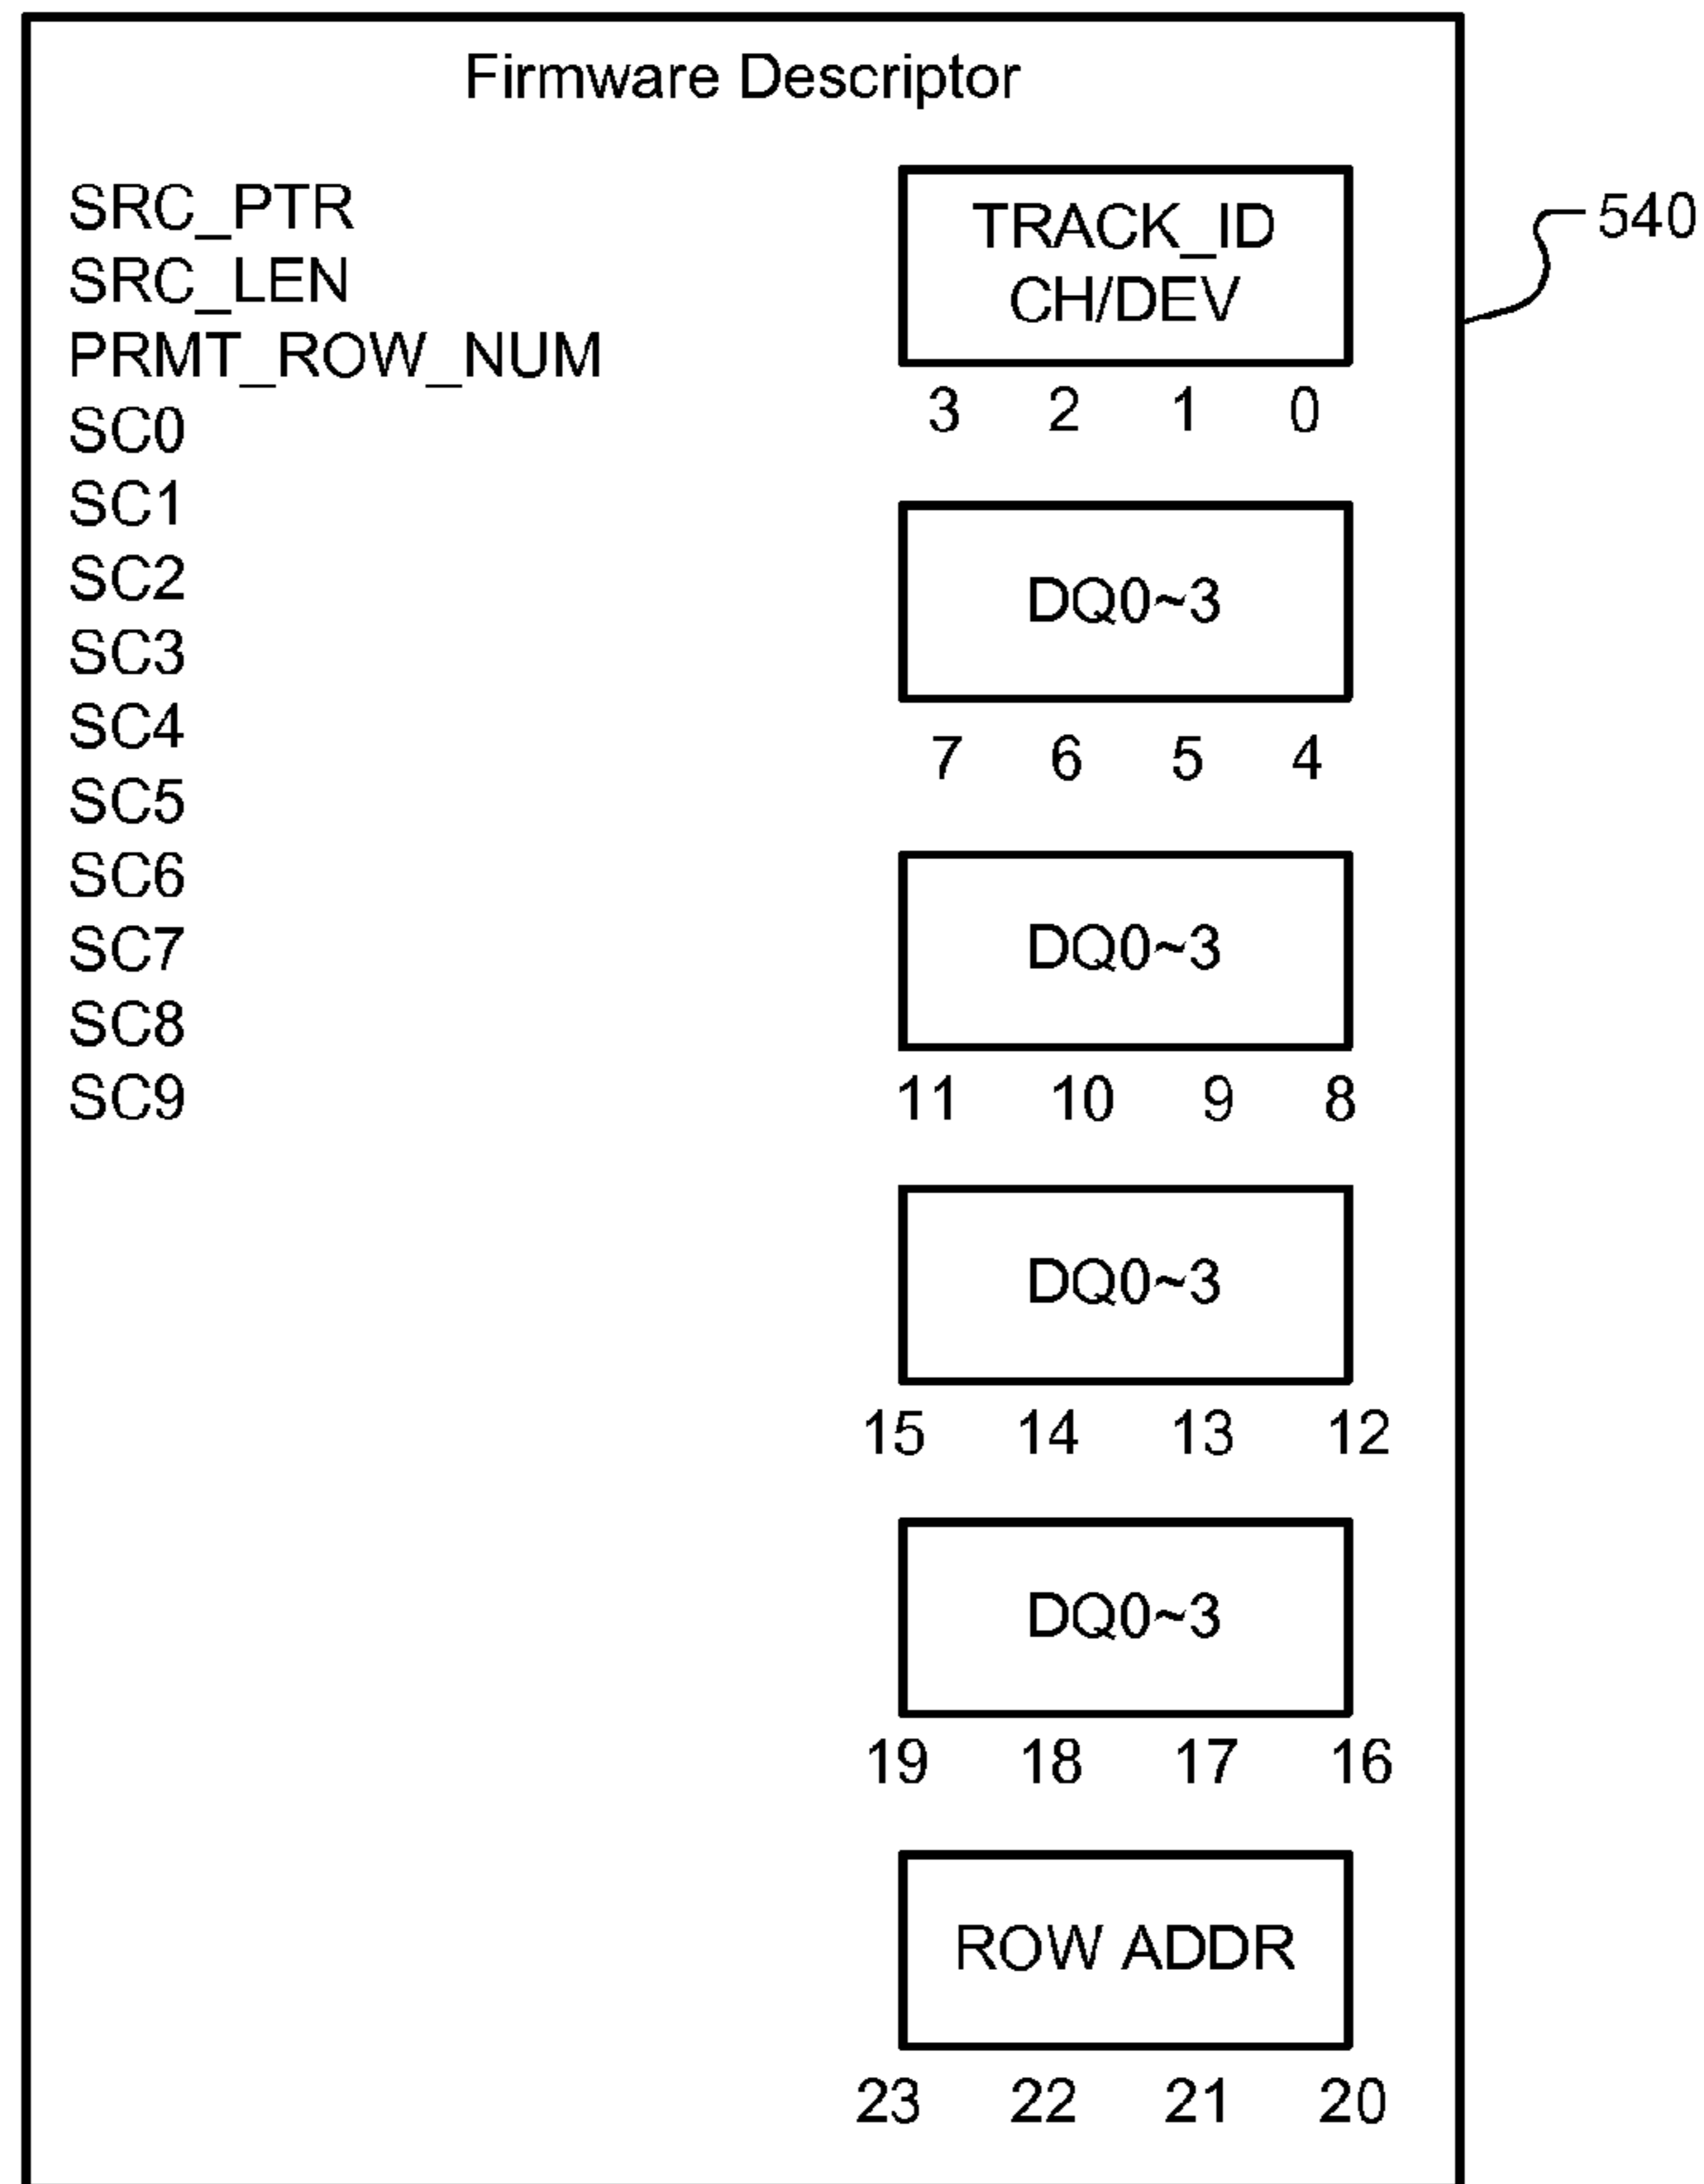 Firmware Descriptor
SRC_PTR
SRC_LEN
PRMT_ROW_NUM
SC0
SC1
SC2
SC3
SC4
SC5
SC6
SC7
SC8
SC9
TRACK_ID
CH/DEV
3 2 1 0
DQ0~3
7 6 5 4
DQ0~3
11 10 9 8
DQ0~3
15 14 13 12
DQ0~3
19 18 17 16
ROW ADDR
23 22 21 20
540